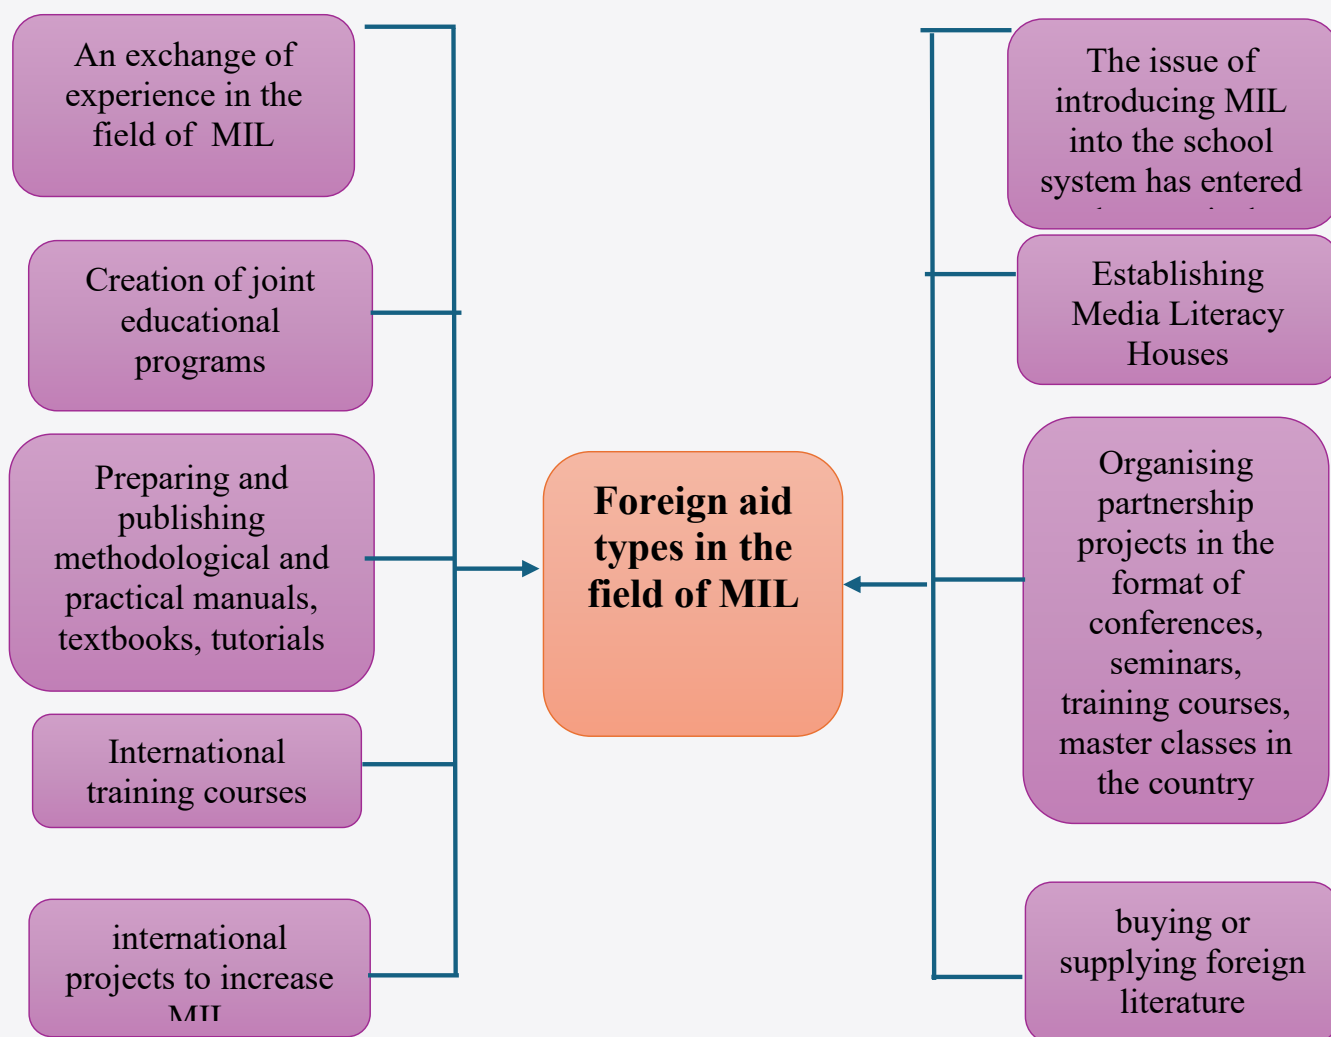 An exchange of
experience in the
field of MIL
Creation of joint
educational
programs
Preparing and
publishing
methodological and
practical manuals,
textbooks, tutorials
International
training courses
international
projects to increase
MIL
Foreign aid
types in the
field of MIL
The issue of
introducing MIL
into the school
system has entered
Establishing
Media Literacy
Houses
Organising
partnership
projects in the
format of
conferences,
seminars,
training courses,
master classes in
the country
buying or
supplying foreign
literature